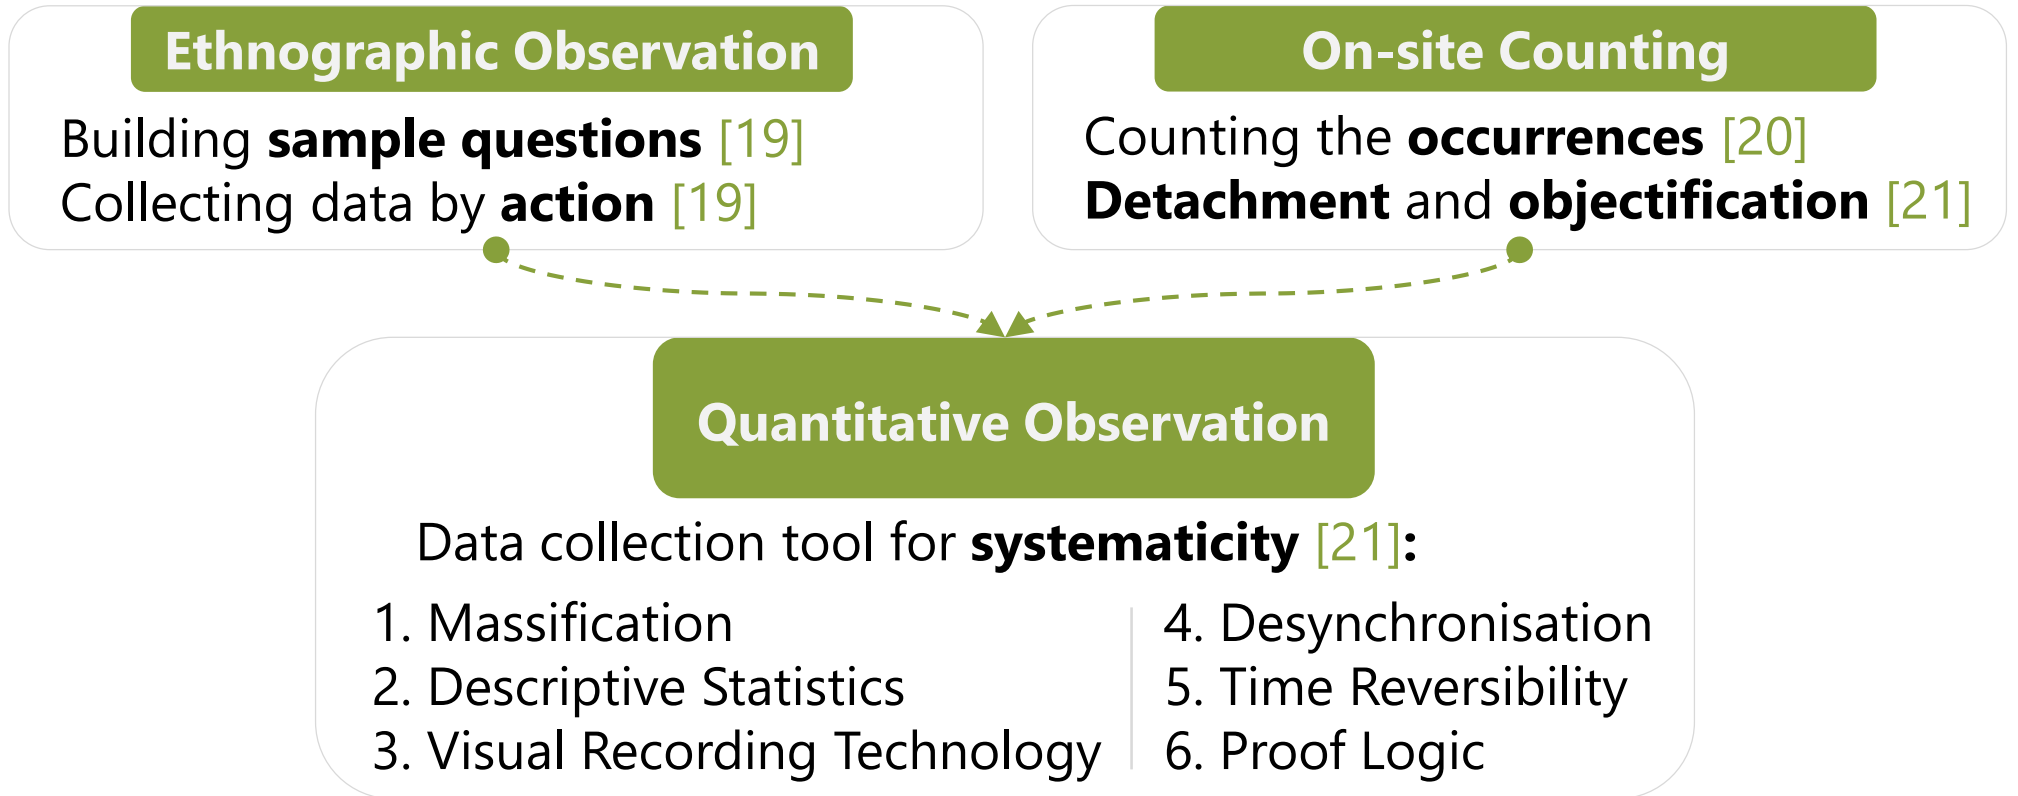 Ethnographic Observation
Building sample questions [19]
Collecting data by action [19]
On-site Counting
Counting the occurrences [20]
Detachment and objectification [21]
Quantitative Observation
Data collection tool for systematicity [21]:
1. Massification
2. Descriptive Statistics
3. Visual Recording Technology
4. Desynchronisation
5. Time Reversibility
6. Proof Logic